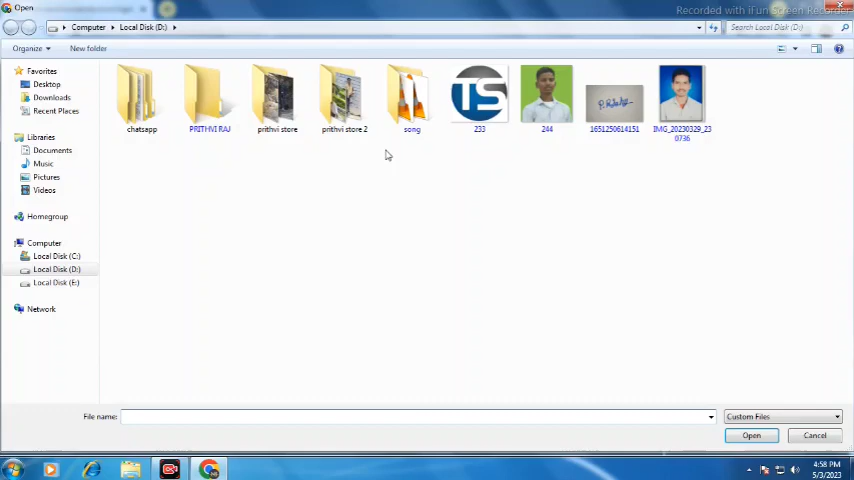 Open
Recorded with iFun Screen Recorder
Computer
Local Disk (D:)
Search Local Disk (D:)
Organize
New folder
Favorites
Desktop
Downloads
Recent Places
Libraries
Documents
Music
Pictures
Videos
Homegroup
Computer
Local Disk (C:)
Local Disk (D:)
Local Disk (E:)
Network
chatsapp
PRITHVI RAJ
prithvi store
prithvi store 2
song
TS
233
244
1651250614151
IMG_20230329_23
0736
File name:
Custom Files
Open
Cancel
4:58 PM
5/3/2023